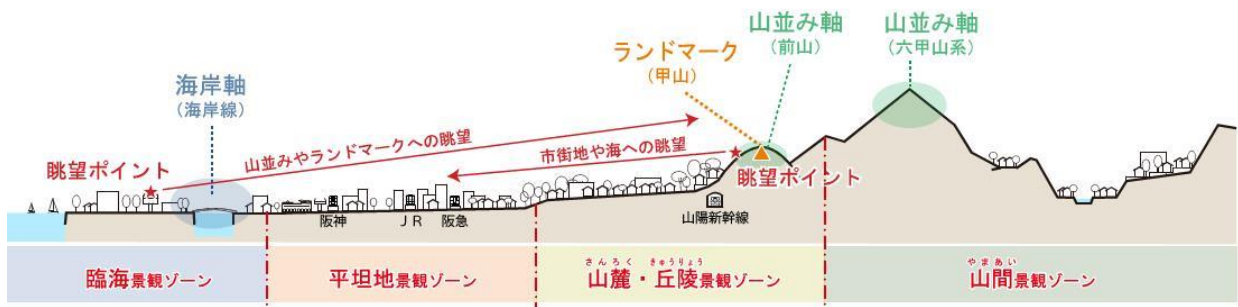 山並み軸
(前山)
山並み軸
(六甲山系)
ランドマーク
(甲山)
海岸軸
(海岸線)
山並みやランドマークへの眺望
市街地や海への眺望
眺望ポイント
眺望ポイント
阪神
JR
阪急
山陽新幹線
臨海景観ゾーン
平坦地景観ゾーン
さんろく きゅうりょう
山麓・丘陵景観ゾーン
やまあい
山間景観ゾーン